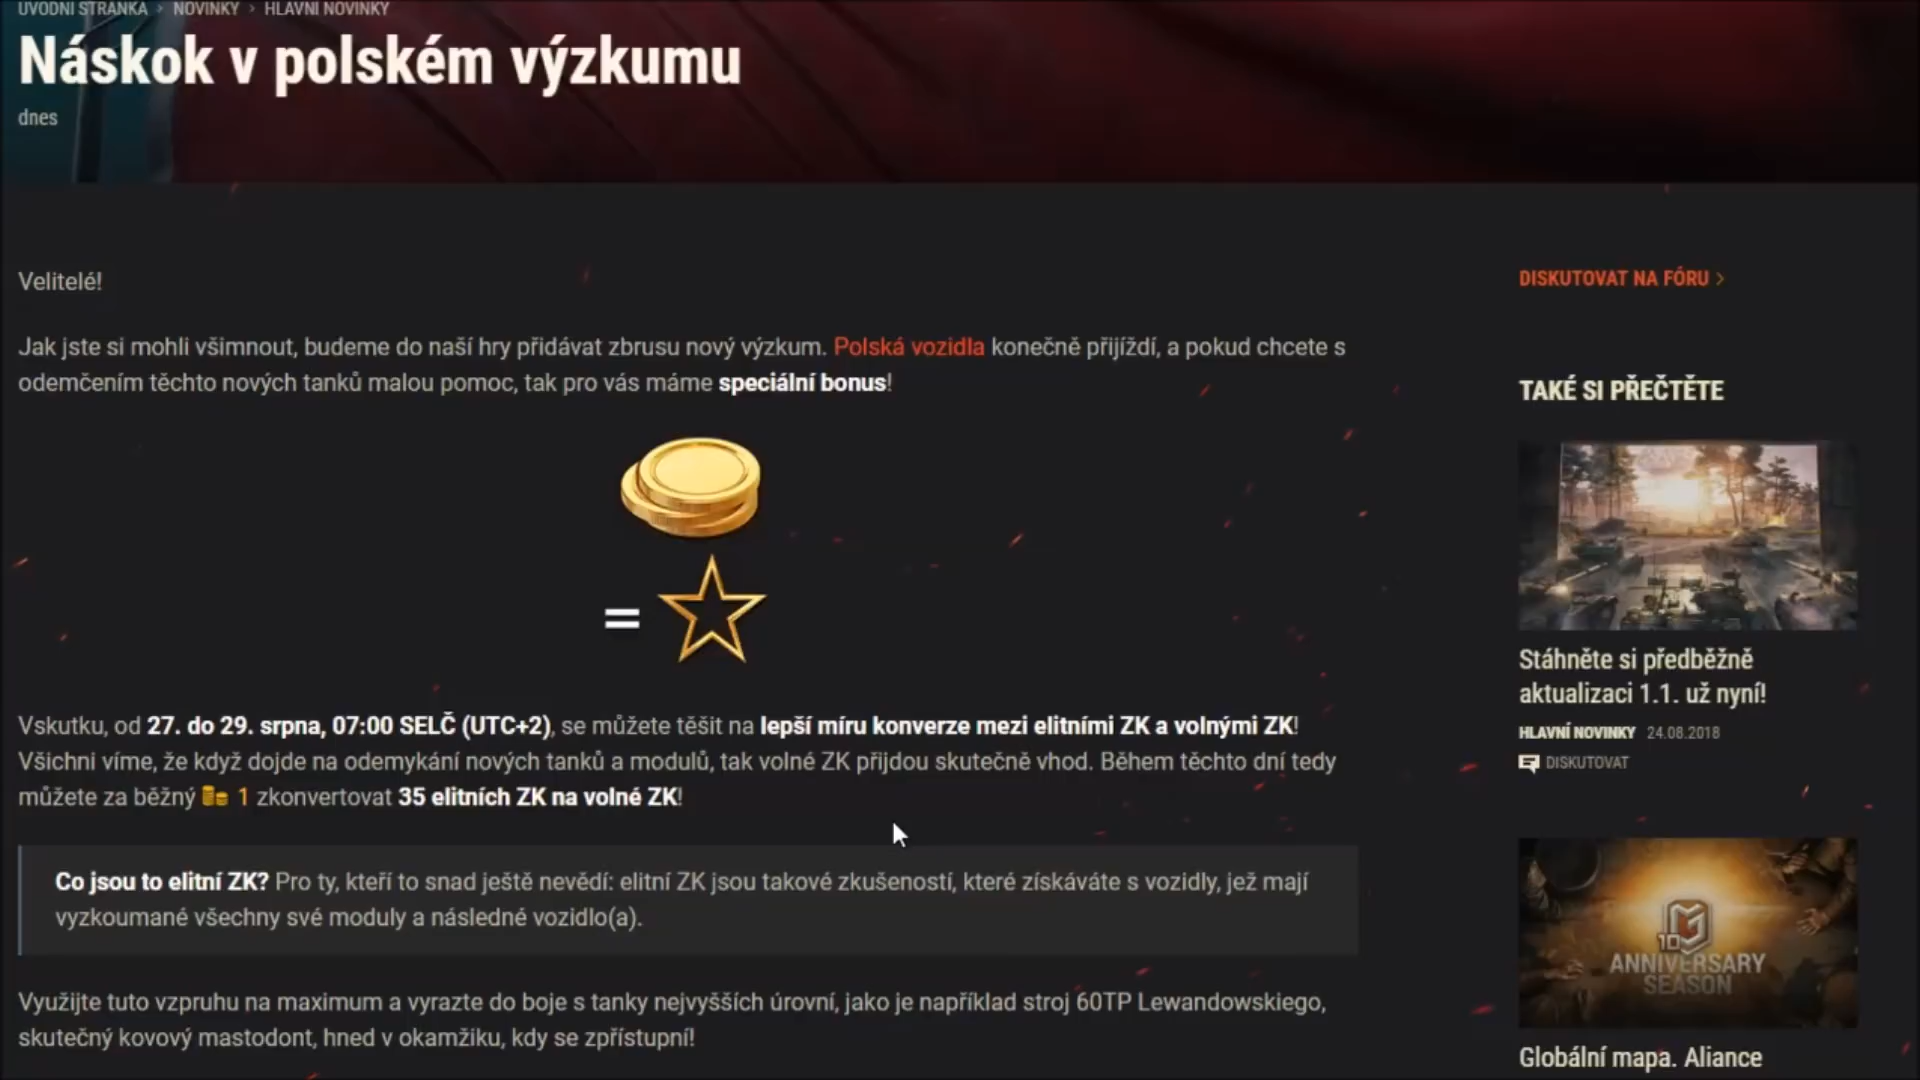 ÚVODNÍ STRÁNKA > NOVINKY > HLAVNÍ NOVINKY
Náskok v polském výzkumu
dnes
Velitelé!
Jak jste si mohli všimnout, budeme do naší hry přidávat zbrusu nový výzkum. Polská vozidla konečně přijíždí, a pokud chcete s
odemčením těchto nových tanků malou pomoc, tak pro vás máme speciální bonus!
=
Vskutku, od 27. do 29. srpna, 07:00 SELČ (UTC+2), se můžete těšit na lepší míru konverze mezi elitními ZK a volnými ZK!
Všichni víme, že když dojde na odemykání nových tanků a modulů, tak volné ZK přijdou skutečně vhod. Během těchto dní tedy
můžete za běžný 1 zkonvertovat 35 elitních ZK na volné ZK!
Co jsou to elitní ZK? Pro ty, kteří to snad ještě nevědí: elitní ZK jsou takové zkušeností, které získáváte s vozidly, jež mají
vyzkoumané všechny své moduly a následné vozidlo(a).
Využijte tuto vzpruhu na maximum a vyrazte do boje s tanky nejvyšších úrovní, jako je například stroj 60TP Lewandowskiego,
skutečný kovový mastodont, hned v okamžiku, kdy se zpřístupní!
DISKUTOVAT NA FÓRU >
TAKÉ SI PŘEČTĚTE
Stáhněte si předběžně
aktualizaci 1.1. už nyní!
HLAVNÍ NOVINKY 24.08.2018
DISKUTOVAT
10
ANNIVERSARY
SEASON
Globální mapa. Aliance